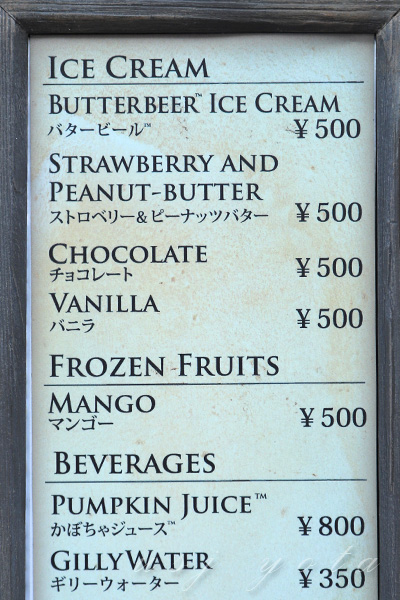 ICE CREAM
BUTTERBEER™ ICE CREAM
バタービール™ ¥500
STRAWBERRY AND
PEANUT-BUTTER
ストロベリー&ピーナッツバター ¥500
CHOCOLATE
チョコレート ¥500
VANILLA
バニラ ¥500
FROZEN FRUITS
MANGO
マンゴー ¥500
BEVERAGES
PUMPKIN JUICE™
かぼちゃジュース™ ¥800
GILLYWATER
ギリーウォーター ¥350